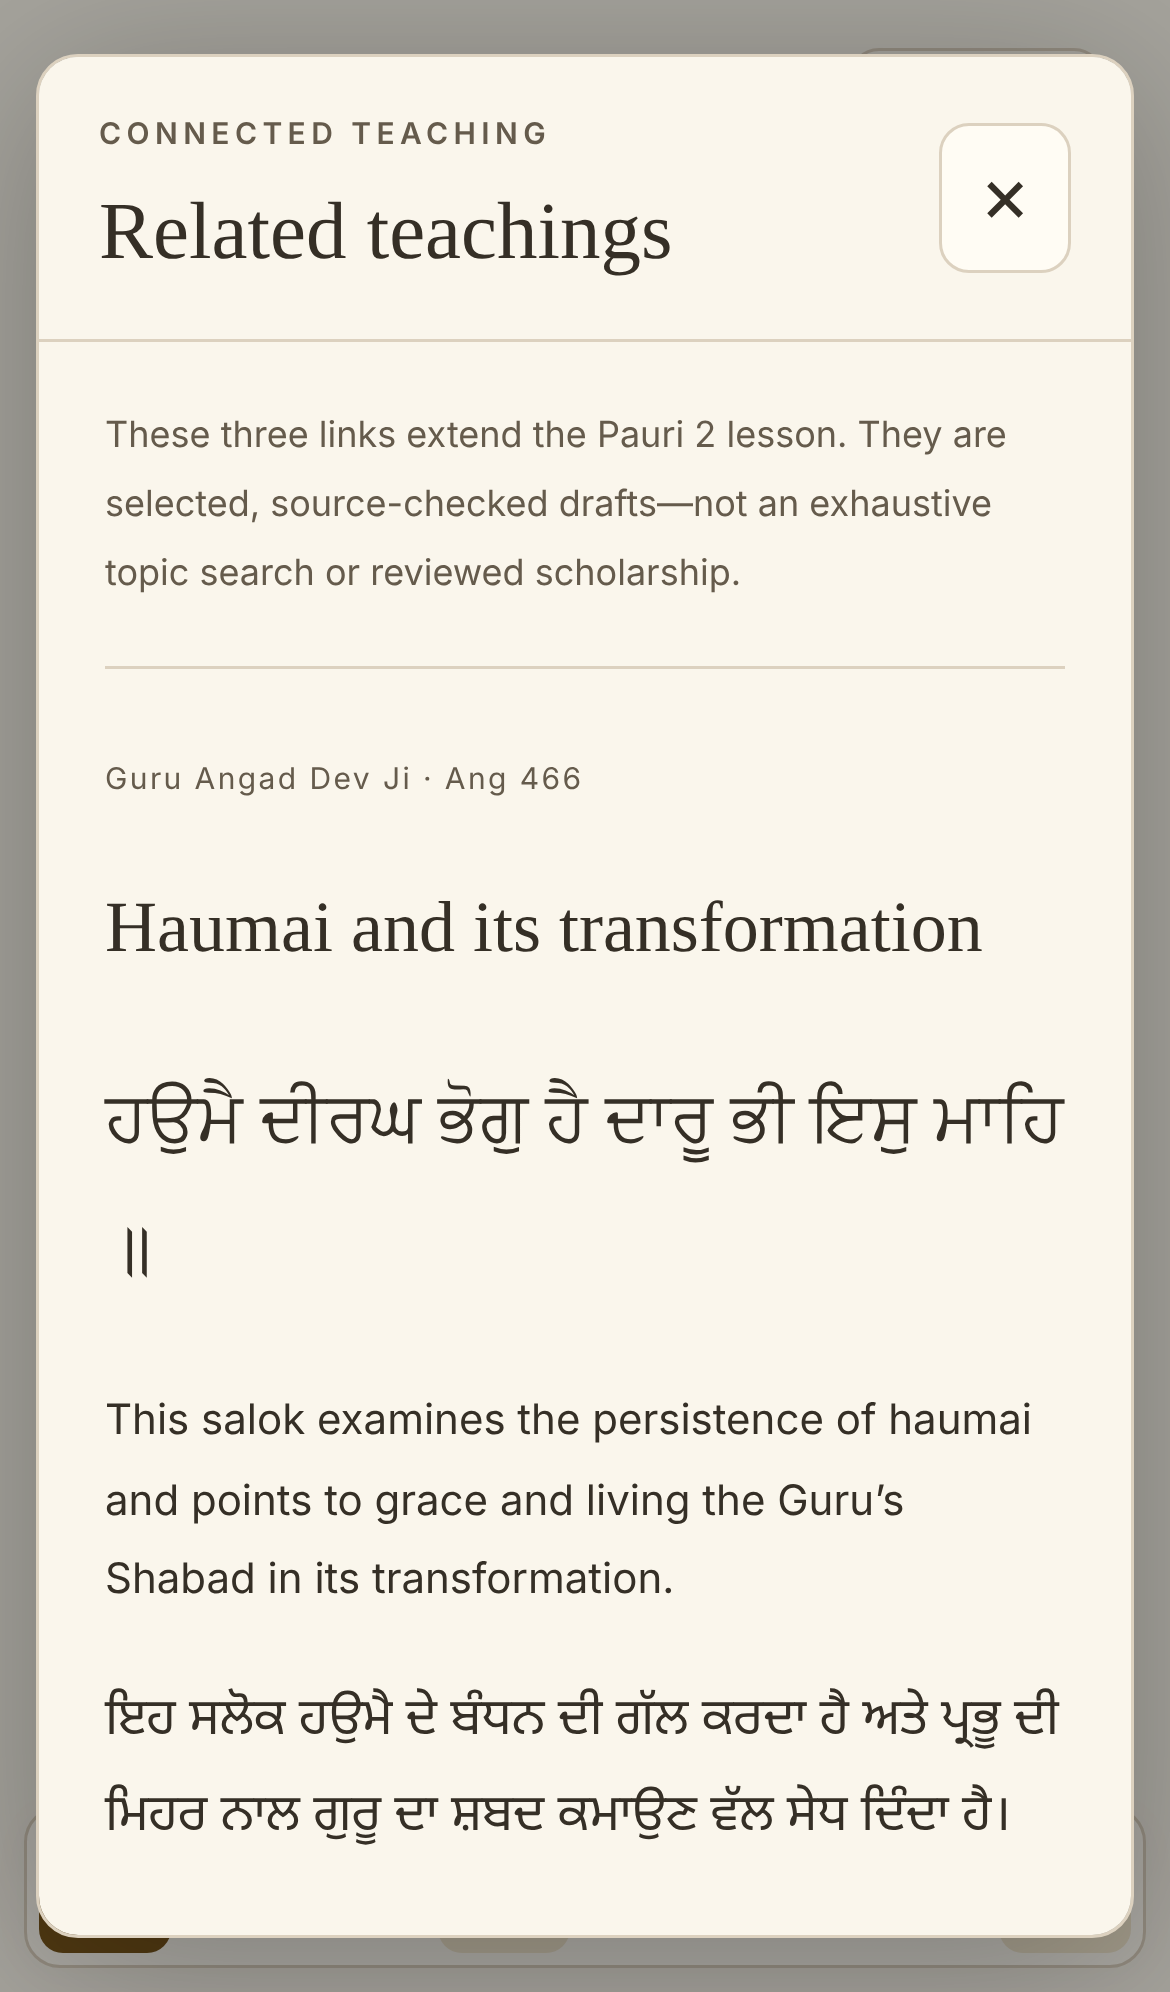 CONNECTED TEACHING
Related teachings
×
These three links extend the Pauri 2 lesson. They are
selected, source-checked drafts—not an exhaustive
topic search or reviewed scholarship.
Guru Angad Dev Ji · Ang 466
Haumai and its transformation
ਹਉਮੈ ਦੀਰਘ ਭੋਗੁ ਹੈ ਦਾਰੂ ਭੀ ਇਸੁ ਮਾਹਿ
॥
This salok examines the persistence of haumai
and points to grace and living the Guru’s
Shabad in its transformation.
ਇਹ ਸਲੋਕ ਹਉਮੈ ਦੇ ਬੰਧਨ ਦੀ ਗੱਲ ਕਰਦਾ ਹੈ ਅਤੇ ਪ੍ਰਭੂ ਦੀ
ਮਿਹਰ ਨਾਲ ਗੁਰੂ ਦਾ ਸ਼ਬਦ ਕਮਾਉਣ ਵੱਲ ਸੇਧ ਦਿੰਦਾ ਹੈ।